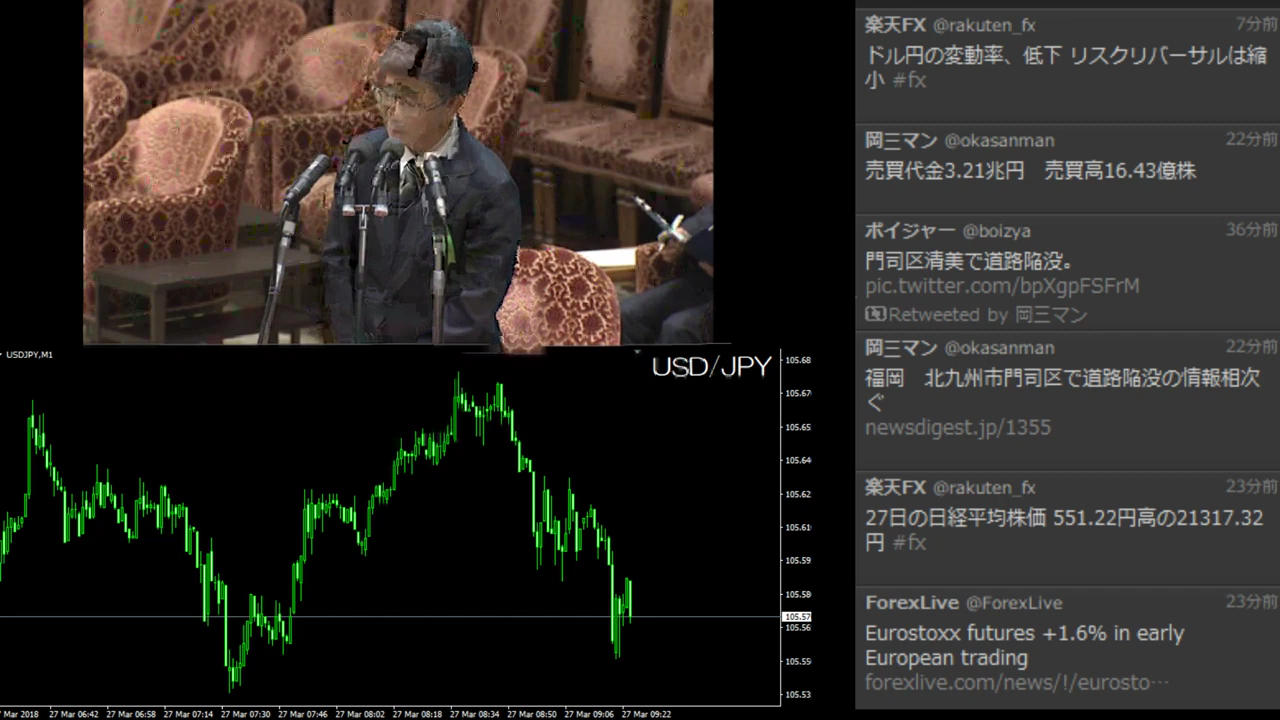 USDJPY,M1
USD/JPY
105.68
105.67
105.65
105.64
105.62
105.61
105.59
105.58
105.57
105.56
105.55
105.53
Mar 2018 27 Mar 06:42 27 Mar 06:58 27 Mar 07:14 27 Mar 07:30 27 Mar 07:46 27 Mar 08:02 27 Mar 08:18 27 Mar 08:34 27 Mar 08:50 27 Mar 09:06 27 Mar 09:22
楽天FX @rakuten_fx 7分前
ドル円の変動率、低下 リスクリバーサルは縮
小 #fx
岡三マン @okasanman 22分前
売買代金3.21兆円　売買高16.43億株
ボイジャー @boizya 36分前
門司区清美で道路陥没。
pic.twitter.com/bpXgpFSFrM
Retweeted by 岡三マン
岡三マン @okasanman 22分前
福岡　北九州市門司区で道路陥没の情報相次
ぐ
newsdigest.jp/1355
楽天FX @rakuten_fx 23分前
27日の日経平均株価 551.22円高の21317.32
円 #fx
ForexLive @ForexLive 23分前
Eurostoxx futures +1.6% in early
European trading
forexlive.com/news/!/eurosto…